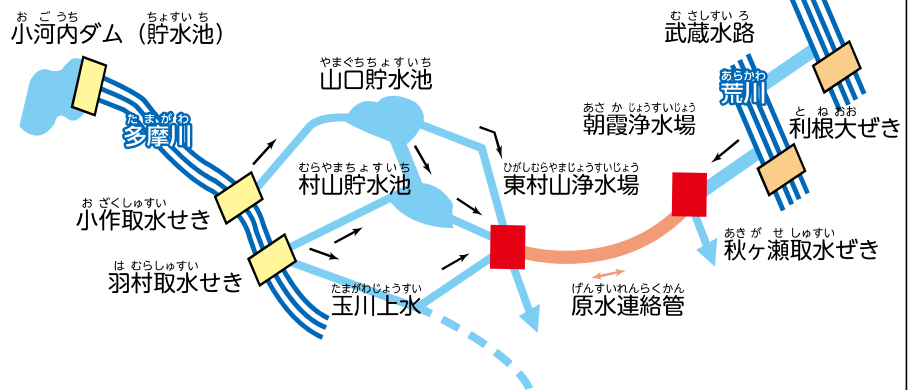 お ご うち
小河内ダム
ちょすい ち
（貯水池）
む さしすい ろ
武蔵水路
やまぐちちょすいち
山口貯水池
あらかわ
荒川
た ま がわ
多摩川
あさ か じょうすいじょう
朝霞浄水場
と ね おお
利根大ぜき
むらやまちょすいち
村山貯水池
ひがしむらやまじょうすいじょう
東村山浄水場
お ざくしゅすい
小作取水せき
あき が せ しゅすい
秋ヶ瀬取水ぜき
は むらしゅすい
羽村取水せき
たまがわじょうすい
玉川上水
げんすいれんらくかん
原水連絡管